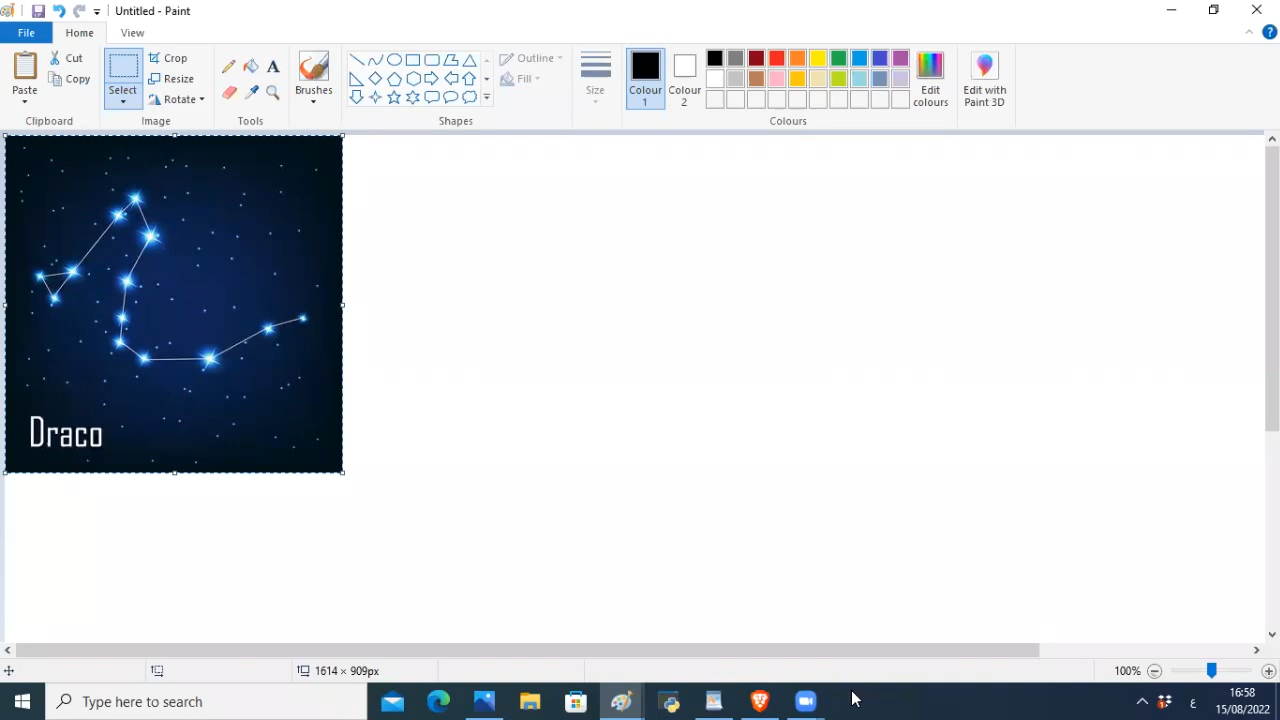 Untitled - Paint
File Home View
Paste
Cut
Copy
Clipboard
Select
Crop
Resize
Rotate
Image
A
Tools
Brushes
Outline
Fill
Shapes
Size
Colour 1
Colour 2
Edit colours
Colours
Edit with Paint 3D
Draco
1614 × 909px
100%
Type here to search
ع
16:58
15/08/2022